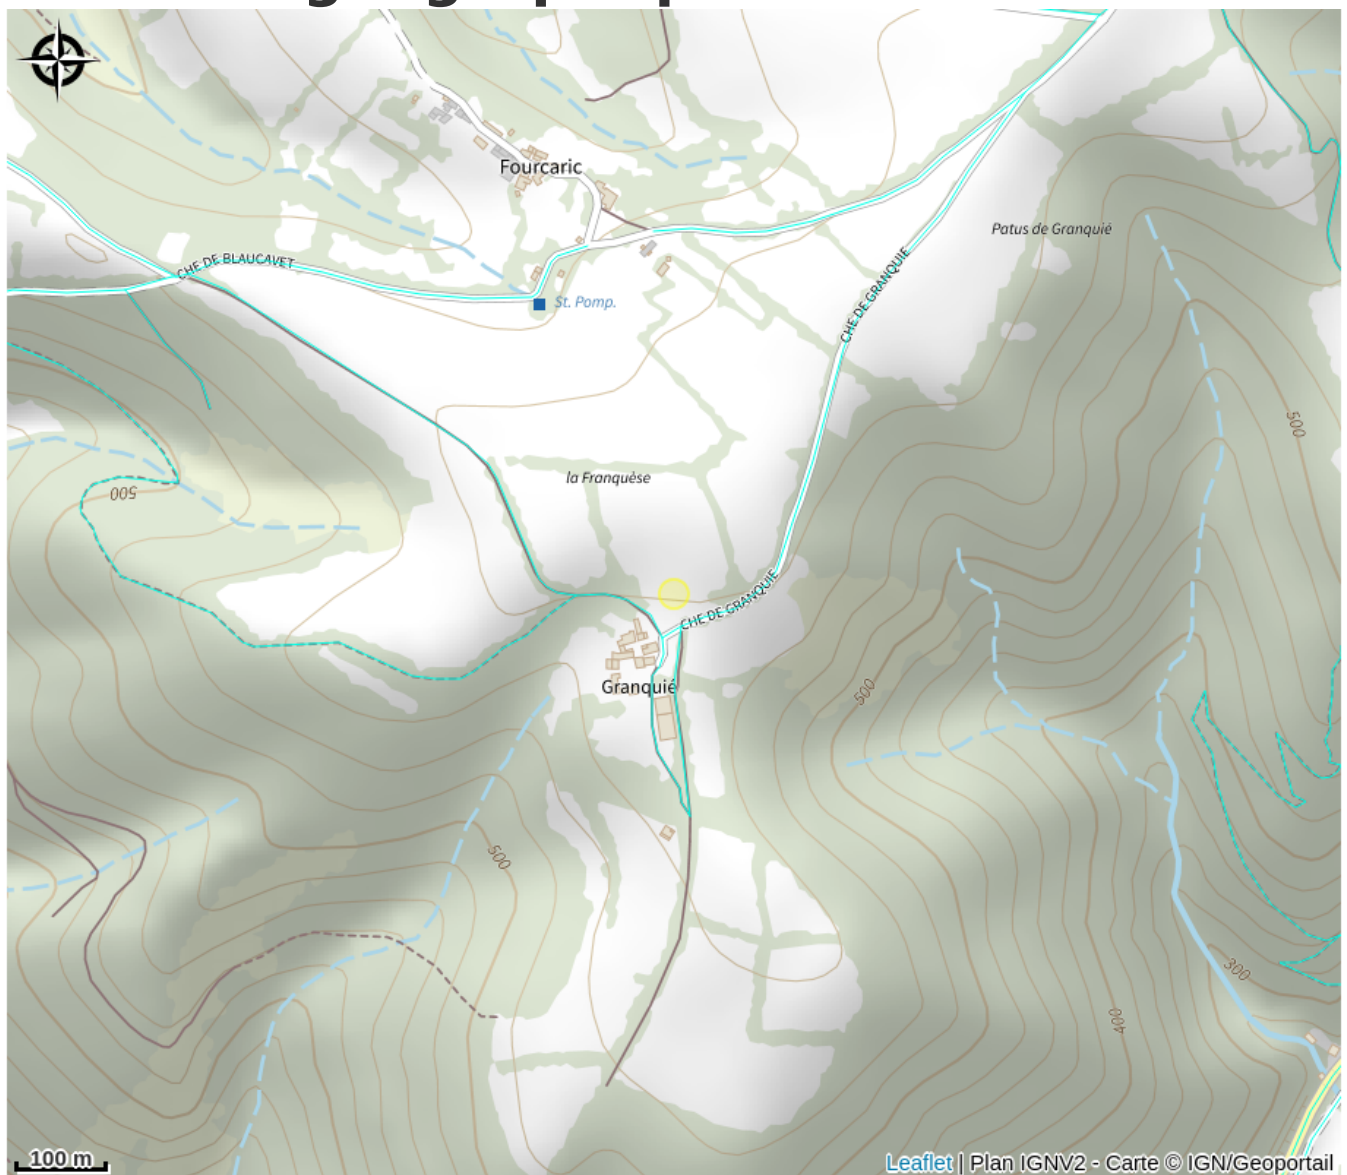 Fourcaric
Patus de Granquié
CHE DE BLAUCAVET
CHE DE GRANQUIE
St. Pomp.
500
la Franquèse
500
CHE DE GRANQUIE
500
Granquié
500
300
400
100 m
Leaflet | Plan IGNV2 - Carte © IGN/Geoportail